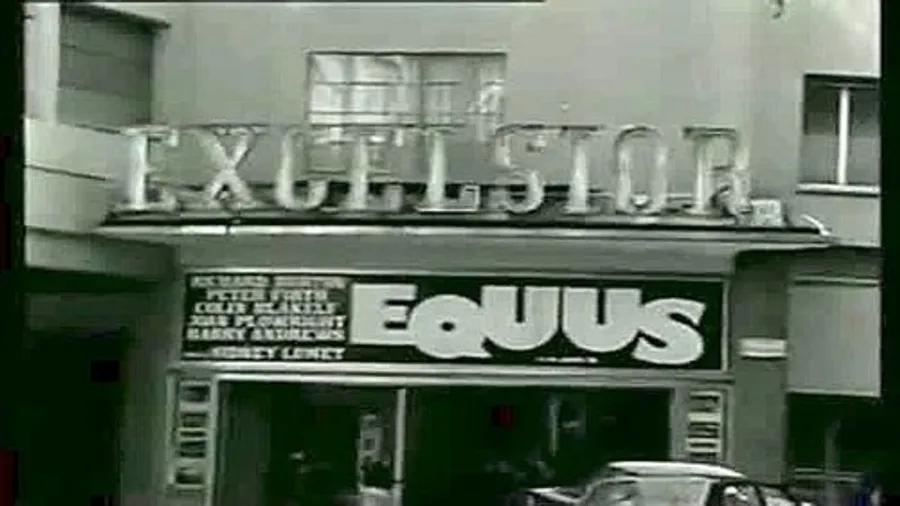 EXCELSIOR
RICHARD BURTON
PETER FIRTH
COLIN BLAKELY
JOAN PLOWRIGHT
HARRY ANDREWS
SIDNEY LUMET
EQUUS